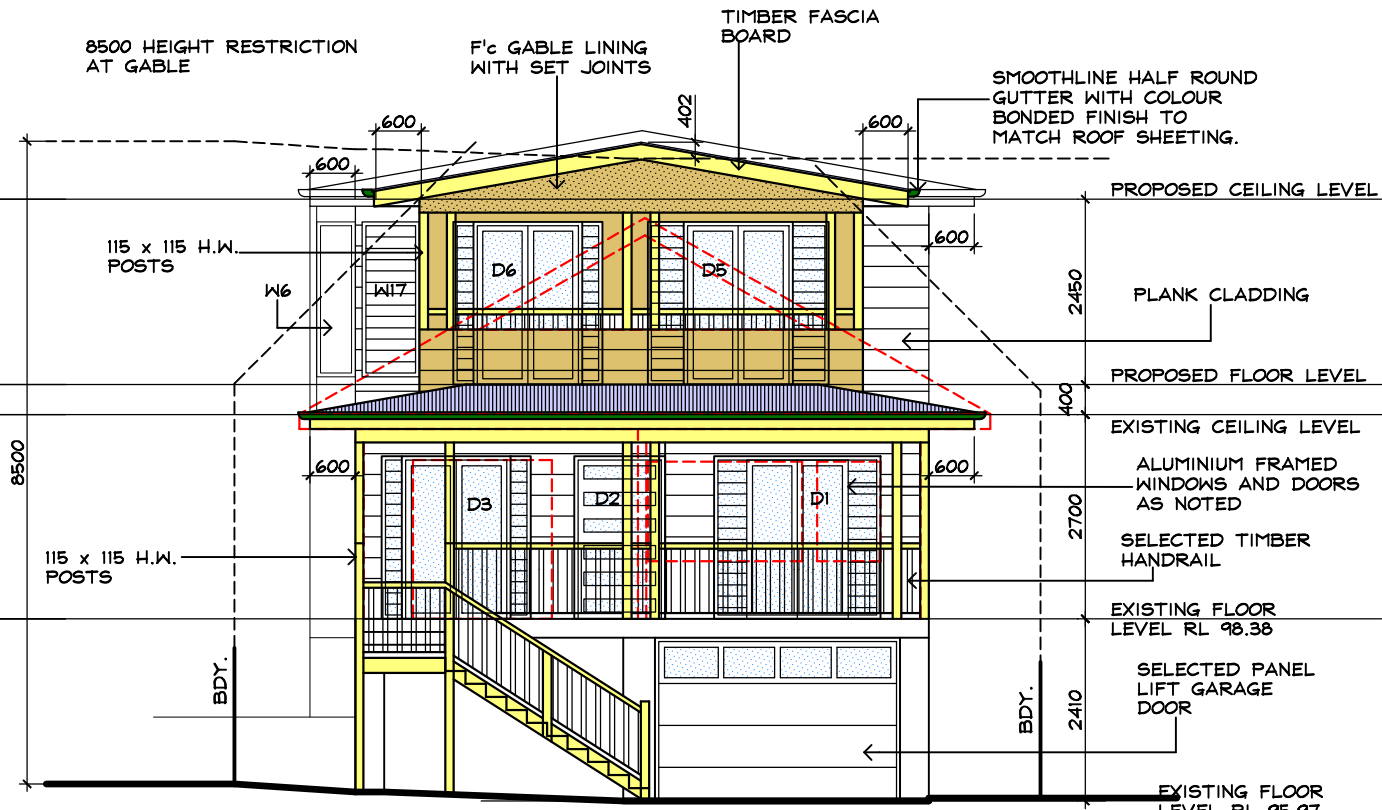 TIMBER FASCIA
BOARD
8500 HEIGHT RESTRICTION
AT GABLE
F'c GABLE LINING
WITH SET JOINTS
SMOOTHLINE HALF ROUND
GUTTER WITH COLOUR
BONDED FINISH TO
MATCH ROOF SHEETING.
600
402
600
600
PROPOSED CEILING LEVEL
115 x 115 H.W.
POSTS
600
D6
D5
W6
W17
2450
PLANK CLADDING
PROPOSED FLOOR LEVEL
400
EXISTING CEILING LEVEL
8500
600
600
ALUMINIUM FRAMED
WINDOWS AND DOORS
AS NOTED
D3
D2
D1
2700
SELECTED TIMBER
HANDRAIL
115 x 115 H.W.
POSTS
EXISTING FLOOR
LEVEL RL 98.38
BDY.
BDY.
2410
SELECTED PANEL
LIFT GARAGE
DOOR
EXISTING FLOOR
LEVEL RL 95.97